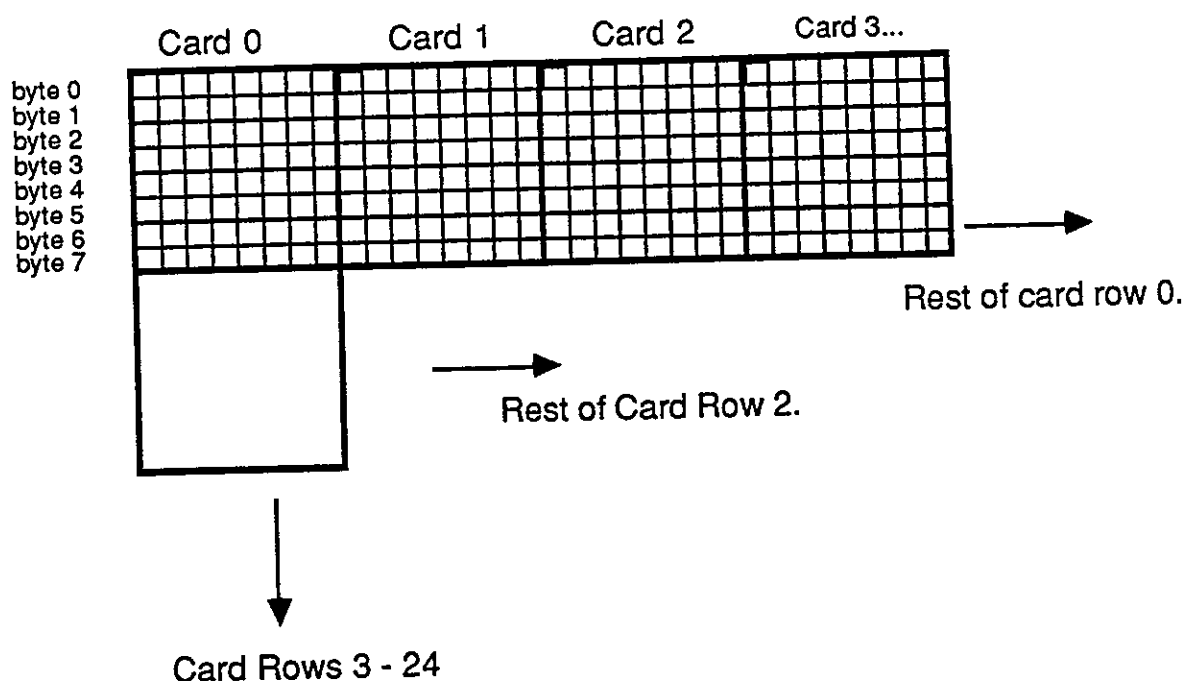 Card 0 Card 1 Card 2 Card 3...
byte 0
byte 1
byte 2
byte 3
byte 4
byte 5
byte 6
byte 7
Rest of card row 0.
Rest of Card Row 2.
Card Rows 3 - 24